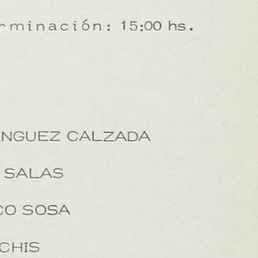 rminación: 15:00 hs.
NGUEZ CALZADA
SALAS
CO SOSA
CHIS